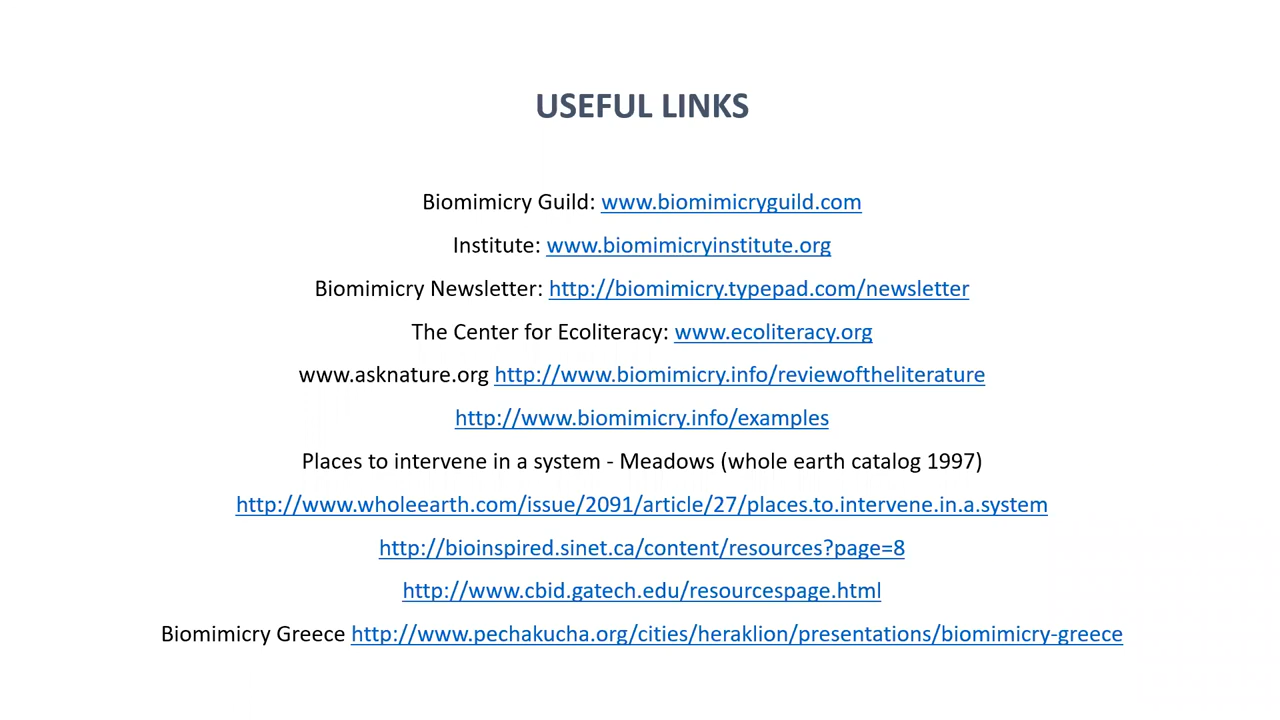 USEFUL LINKS
Biomimicry Guild: www.biomimicryguild.com
Institute: www.biomimicryinstitute.org
Biomimicry Newsletter: http://biomimicry.typepad.com/newsletter
The Center for Ecoliteracy: www.ecoliteracy.org
www.asknature.org http://www.biomimicry.info/reviewoftheliterature
http://www.biomimicry.info/examples
Places to intervene in a system - Meadows (whole earth catalog 1997)
http://www.wholeearth.com/issue/2091/article/27/places.to.intervene.in.a.system
http://bioinspired.sinet.ca/content/resources?page=8
http://www.cbid.gatech.edu/resourcespage.html
Biomimicry Greece http://www.pechakucha.org/cities/heraklion/presentations/biomimicry-greece